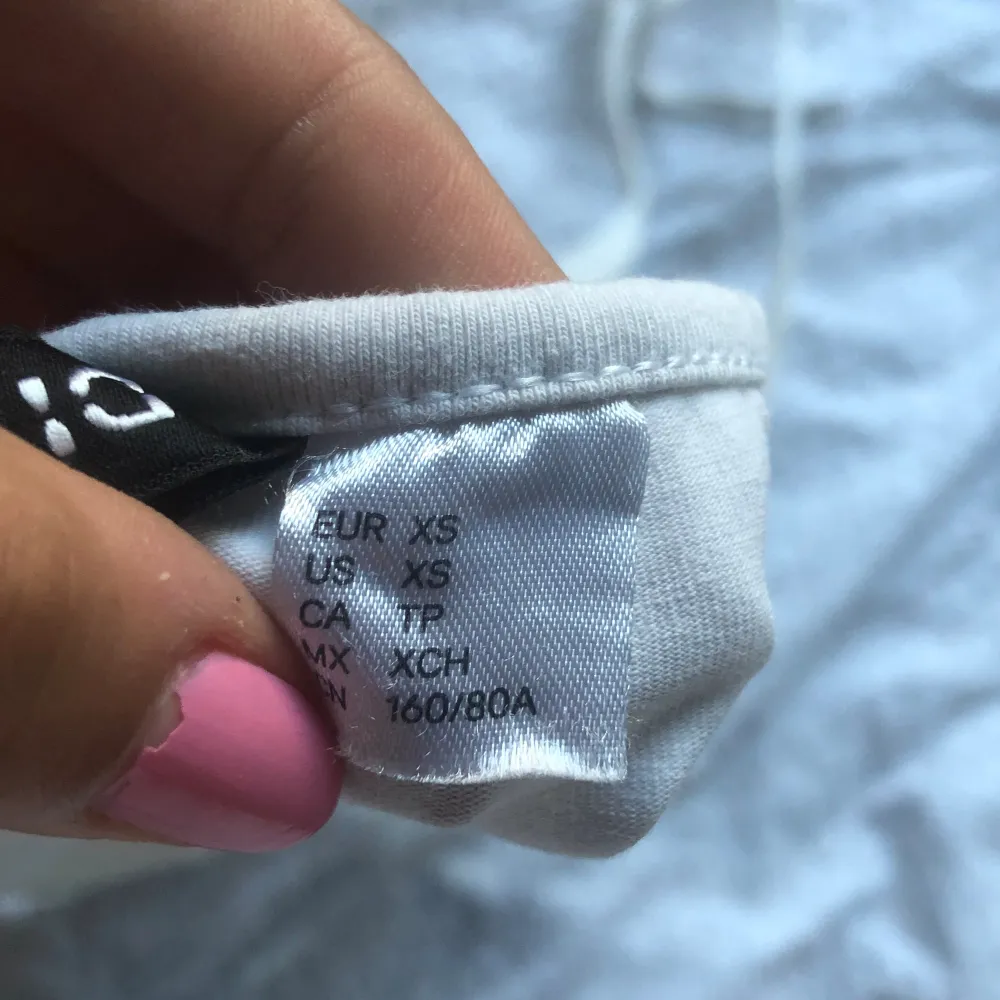 EUR XS
US XS
CA TP
MX XCH
CN 160/80A